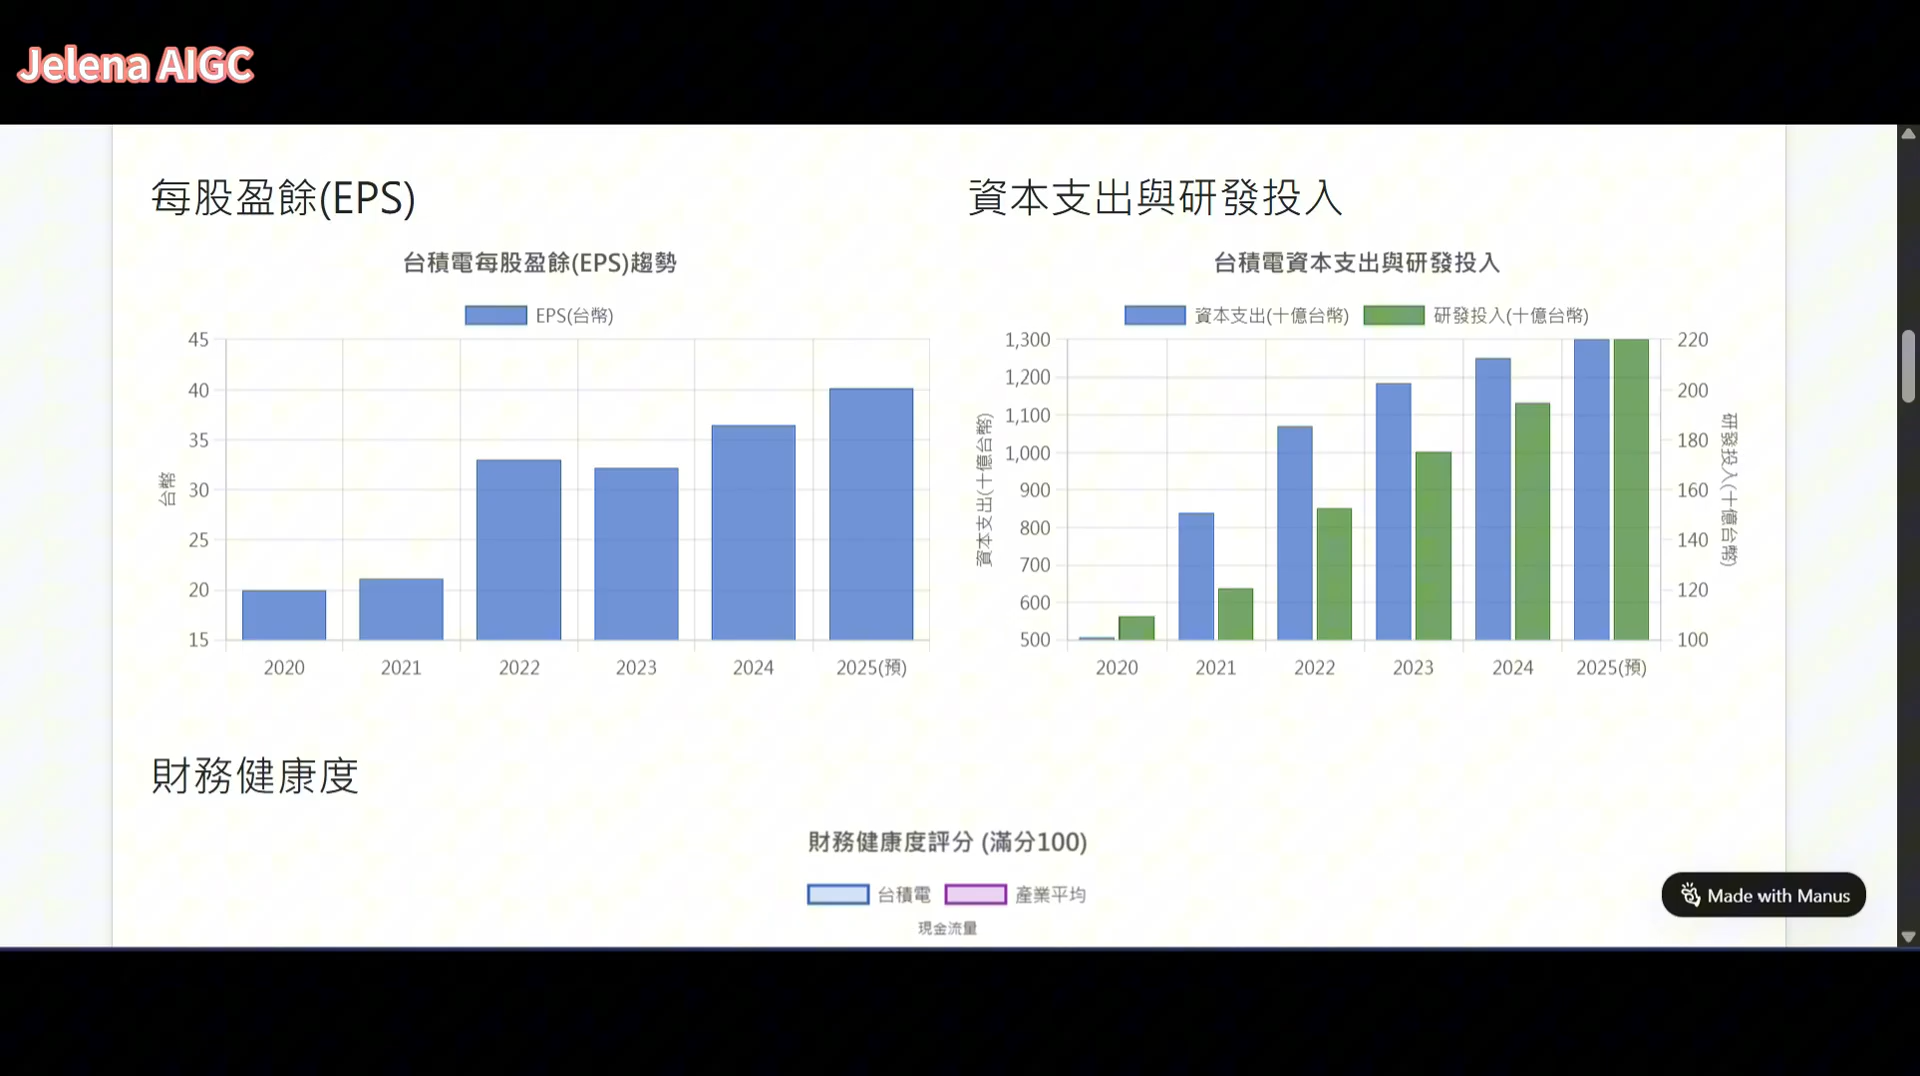 Jelena AIGC
每股盈餘(EPS)
台積電每股盈餘(EPS)趨勢
EPS(台幣)
45
40
35
30
25
20
15
台幣
2020
2021
2022
2023
2024
2025(預)
資本支出與研發投入
台積電資本支出與研發投入
資本支出(十億台幣)
研發投入(十億台幣)
1,300
1,200
1,100
1,000
900
800
700
600
500
資本支出(十億台幣)
220
200
180
160
140
120
100
研發投入(十億台幣)
2020
2021
2022
2023
2024
2025(預)
財務健康度
財務健康度評分 (滿分100)
台積電
產業平均
現金流量
Made with Manus